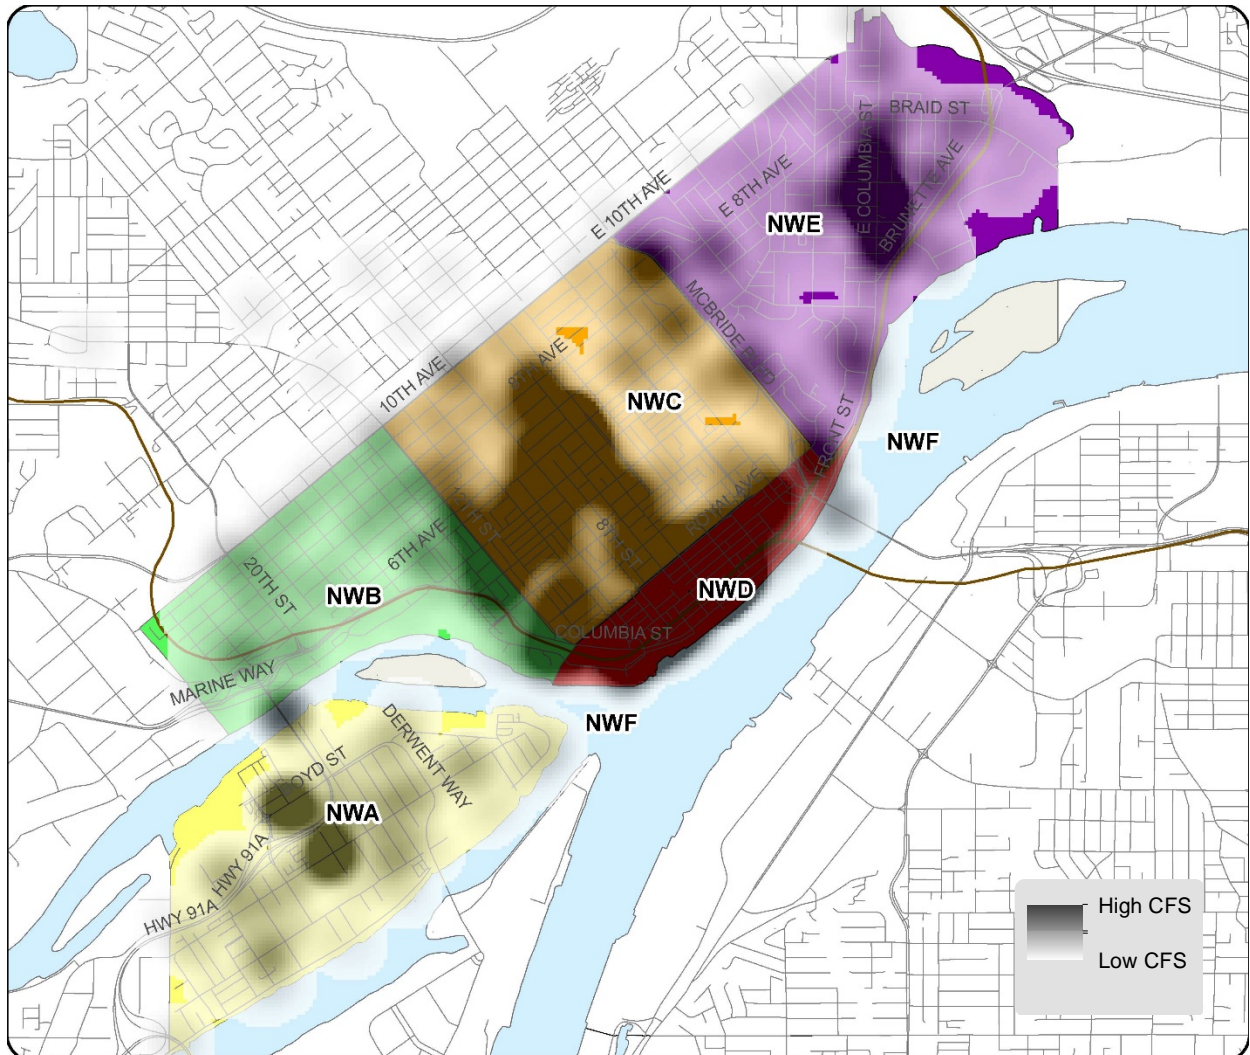 BRAID ST
E COLUMBIA ST
BRUNETTE AVE
E 8TH AVE
E 10TH AVE
NWE
MCBRIDE BLVD
10TH AVE
8TH AVE
NWC
FRONT ST
NWF
ROYAL AVE
8TH ST
6TH AVE
20TH ST
NWB
NWD
COLUMBIA ST
MARINE WAY
NWF
DERWENT WAY
NWA
HWY 91A
HWY 91A
High CFS
Low CFS